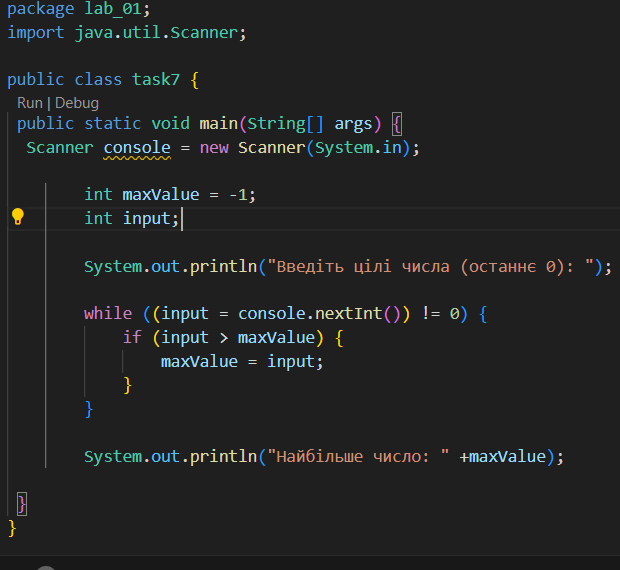 package lab_01;
import java.util.Scanner;
public class task7 {
Run | Debug
public static void main(String[] args) {
Scanner console = new Scanner(System.in);
int maxValue = -1;
int input;
System.out.println("Введіть цілі числа (останнє 0): ");
while ((input = console.nextInt()) != 0) {
if (input > maxValue) {
maxValue = input;
}
}
System.out.println("Найбільше число: " +maxValue);
}
}